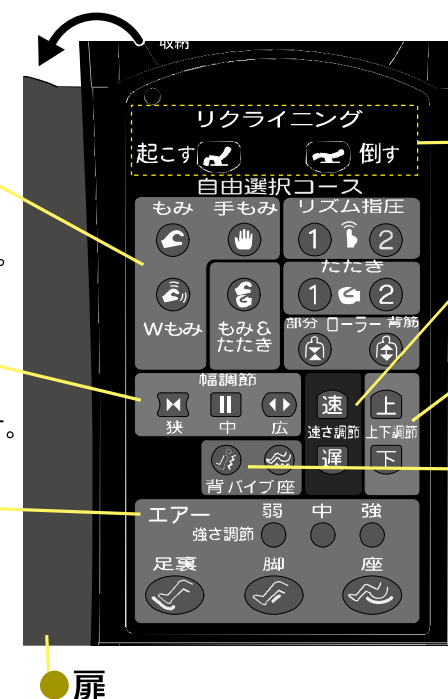 収納
リクライニング
起こす 倒す
自由選択コース
もみ 手もみ リズム指圧
1 2
たたき
。
1 2
Wもみ もみ&
たたき
部分 ローラー 背筋
幅調節
狭 中 広
速 上
速さ調節 上下調節
遅 下
。
背 バイブ 座
エアー 弱 中 強
強さ調節
足裏 脚 座
扉